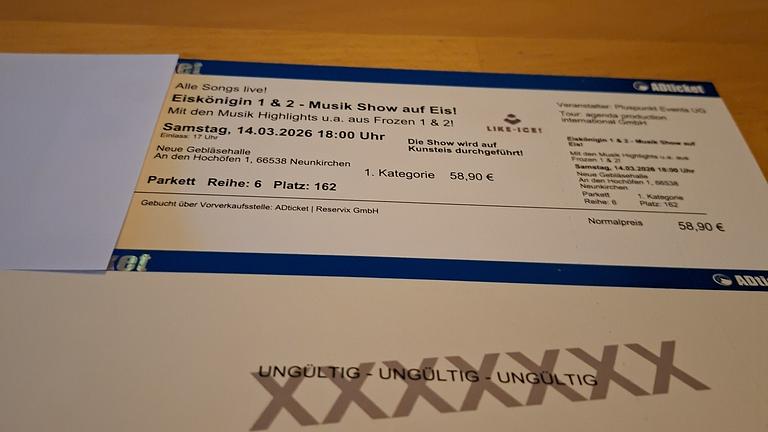 et
ADticket
Alle Songs live!
Eiskönigin 1 & 2 - Musik Show auf Eis!
Mit den Musik Highlights u.a. aus Frozen 1 & 2!
Samstag, 14.03.2026 18:00 Uhr
Einlass: 17 Uhr
Neue Gebläsehalle
An den Hochöfen 1, 66538 Neunkirchen
LIKE-ICE!
Die Show wird auf
Kunsteis durchgeführt!
1. Kategorie 58,90 €
Parkett Reihe: 6 Platz: 162
Gebucht über Vorverkaufsstelle: ADticket | Reservix GmbH
Veranstalter: Pluspunkt Events UG
Tour: agenda production
international GmbH
Eiskönigin 1 & 2 - Musik Show auf
Eis!
Mit den Musik Highlights u.a. aus
Frozen 1 & 2!
Samstag, 14.03.2026 18:00 Uhr
Neue Gebläsehalle
An den Hochöfen 1, 66538
Neunkirchen
Parkett 1. Kategorie
Reihe: 6 Platz: 162
Normalpreis 58,90 €
ket
ADti
UNGÜLTIG - UNGÜLTIG - UNGÜLTIG
XXXXXXX